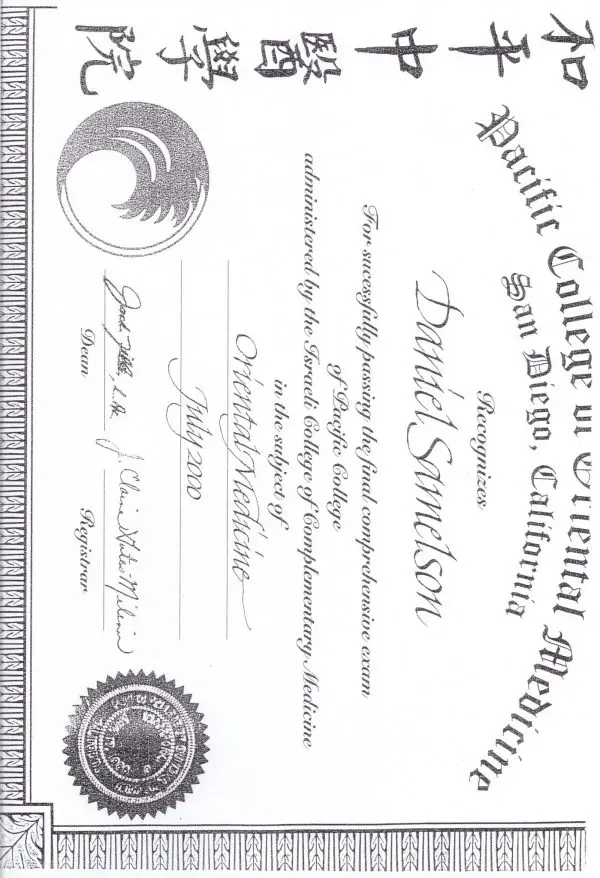 和平中醫學院
Pacific College of Oriental Medicine
San Diego, California
Recognizes
Daniel Samelson
For sucessfully passing the final comprehensive exam
of Pacific College
administered by the Israeli College of Complementary Medicine
in the subject of
Oriental Medicine
July 2000
Dean
Registrar